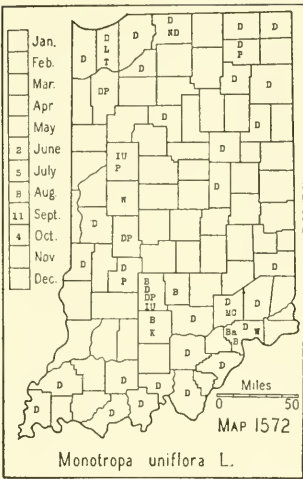 Jan.
Feb.
Mar.
Apr
May
2 June
5 July
8 Aug.
11 Sept.
4 Oct.
Nov
Dec.
D
D
L
T
D
D
ND
D
D
D
D
P
D
D
DP
D
D
IU
P
D
W
D
D
DP
D
P
B
D
DP
IU
B
D
MC
D
B
K
D
Ba
B
D
W
D
D
D
D
D
D
D
D
D
D
Miles
0 50
MAP 1572
Monotropa uniflora L.